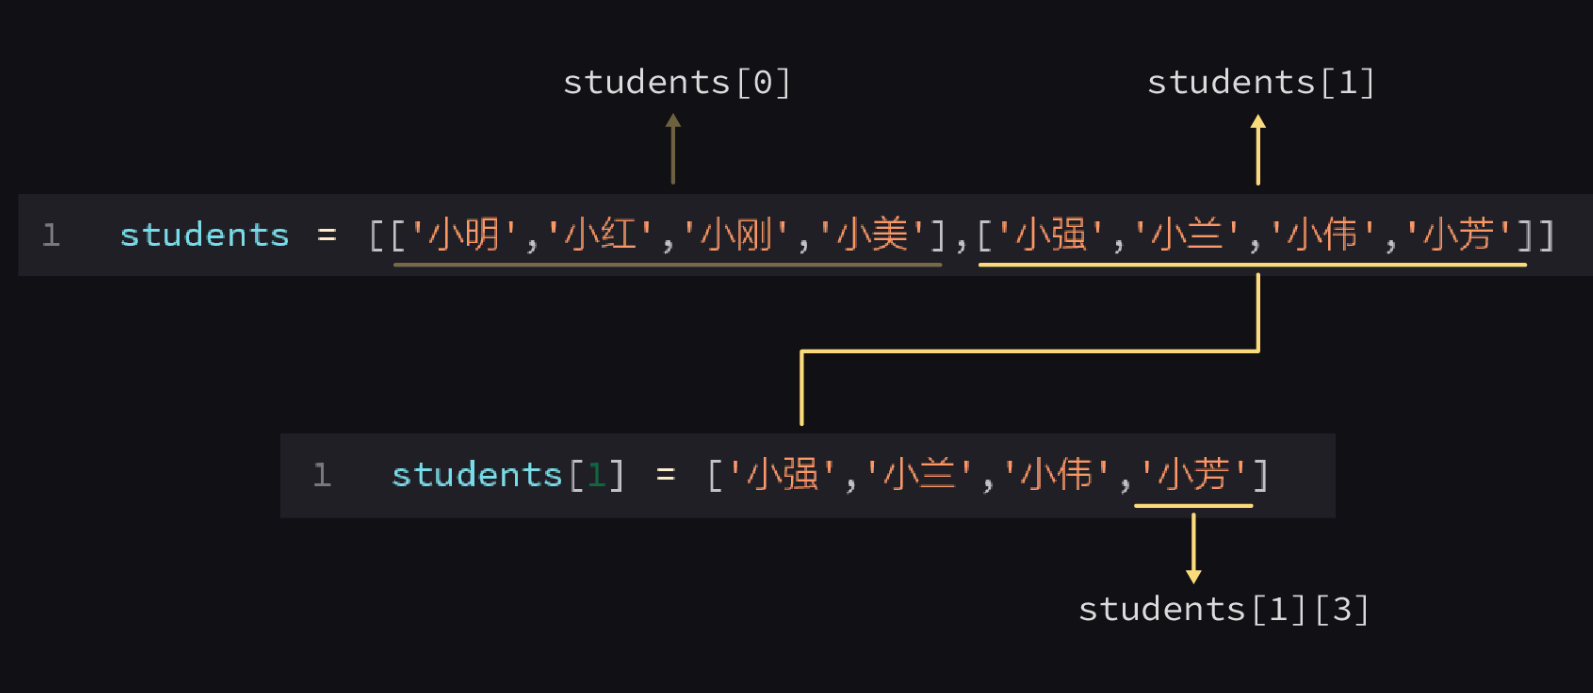 students[0] students[1]
1 students = [['小明','小红','小刚','小美'],['小强','小兰','小伟','小芳']]
1 students[1] = ['小强','小兰','小伟','小芳']
students[1][3]